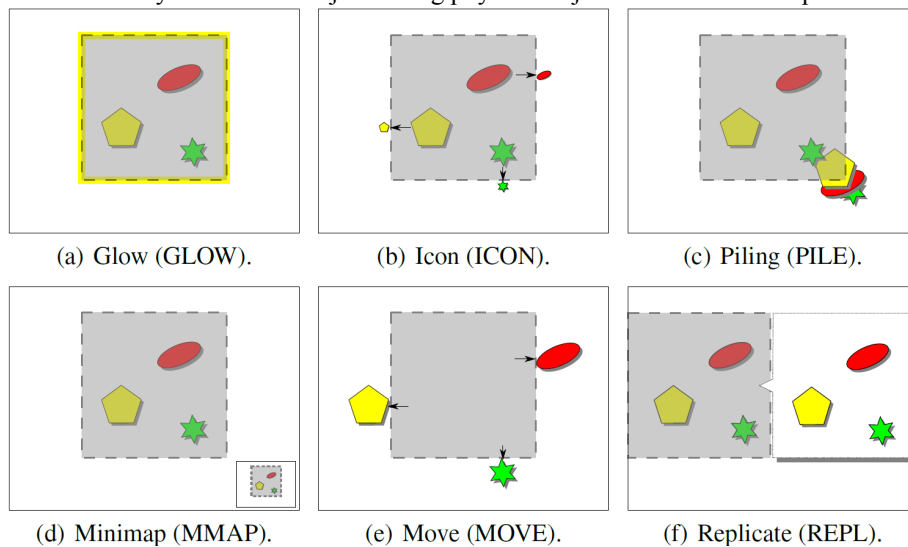 (a) Glow (GLOW).
(b) Icon (ICON).
(c) Piling (PILE).
(d) Minimap (MMAP).
(e) Move (MOVE).
(f) Replicate (REPL).